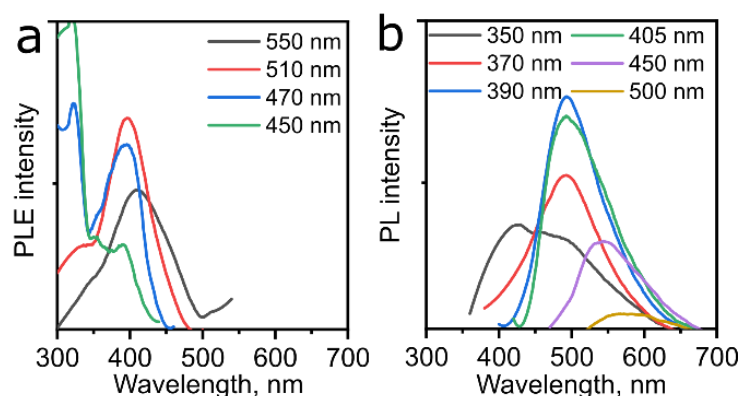 a
550 nm
510 nm
470 nm
450 nm
PLE intensity
300 400 500 600 700
Wavelength, nm
b
350 nm 405 nm
370 nm 450 nm
390 nm 500 nm
PL intensity
300 400 500 600 700
Wavelength, nm